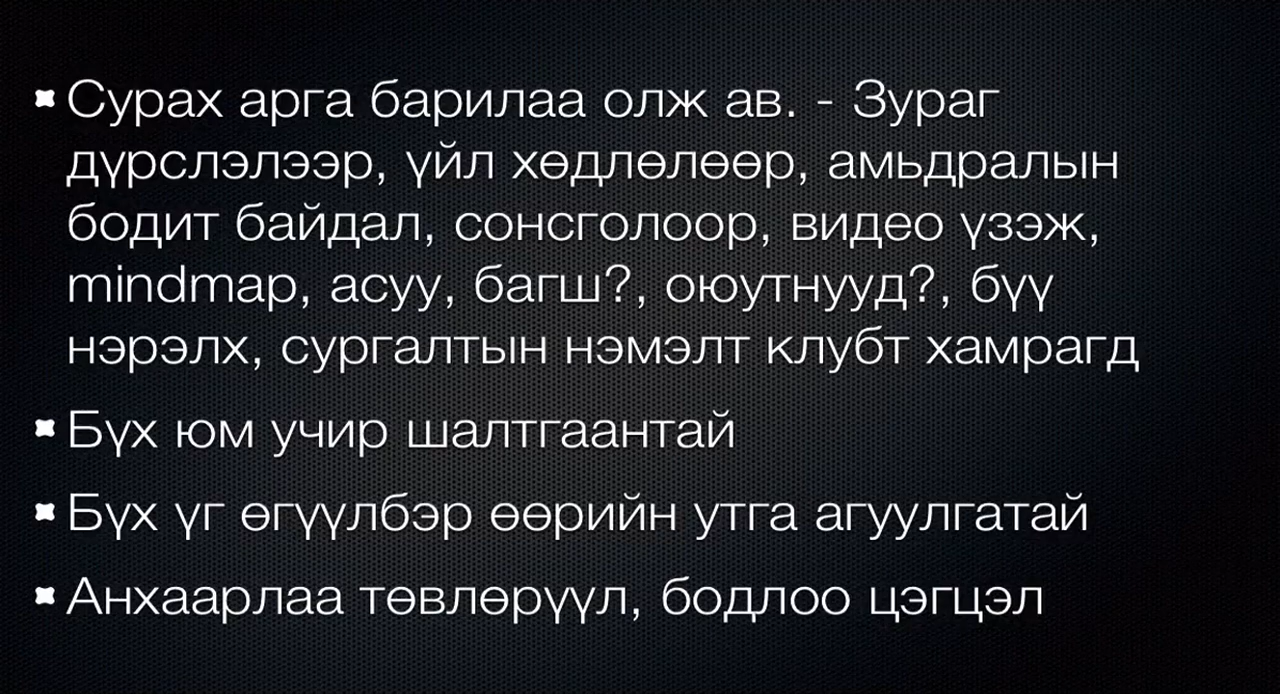 Сурах арга барилаа олж ав. - Зураг
дүрслэлээр, үйл хөдлөлөөр, амьдралын
бодит байдал, сонсголоор, видео үзэж,
mindmap, асуу, багш?, оюутнууд?, бүү
нэрэлх, сургалтын нэмэлт клубт хамрагд
Бүх юм учир шалтгаантай
Бүх үг өгүүлбэр өөрийн утга агуулгатай
Анхаарлаа төвлөрүүл, бодлоо цэгцэл